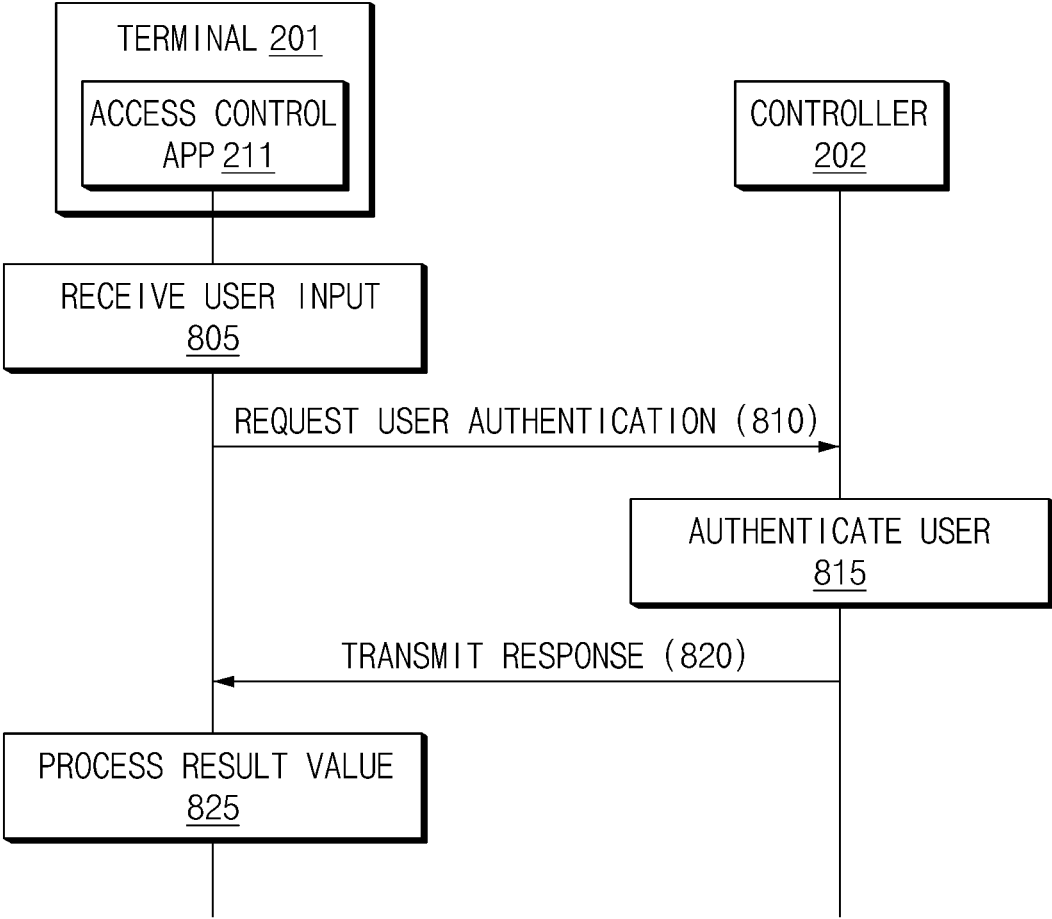 TERMINAL 201
ACCESS CONTROL
APP 211
CONTROLLER
202
RECEIVE USER INPUT
805
REQUEST USER AUTHENTICATION (810)
AUTHENTICATE USER
815
TRANSMIT RESPONSE (820)
PROCESS RESULT VALUE
825